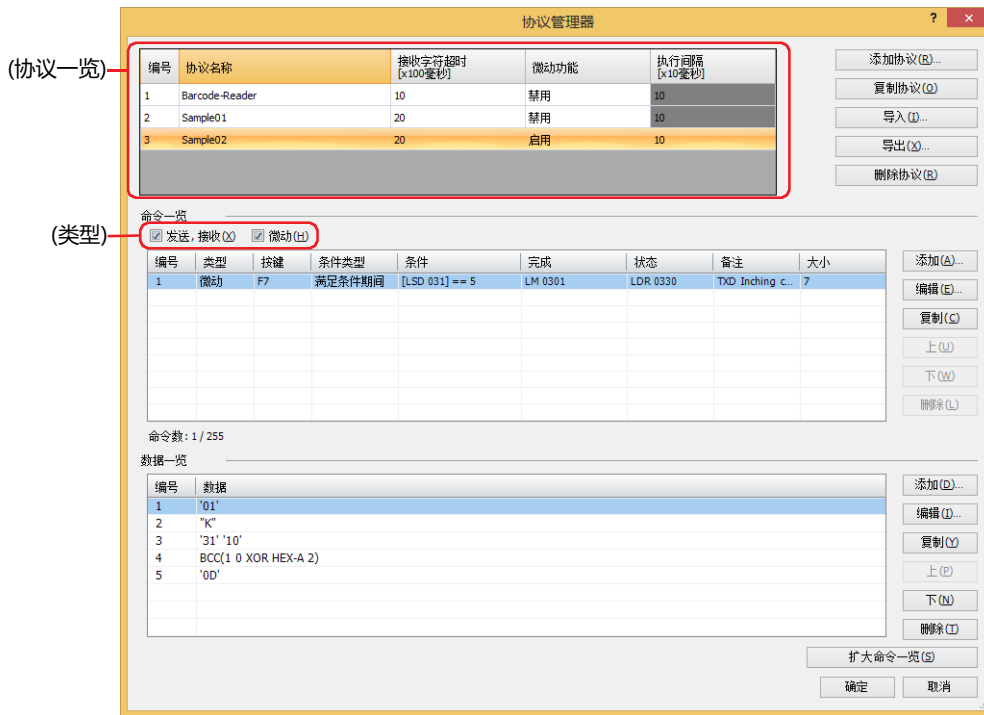 协议管理器
?
×
(协议一览)
编号 协议名称 接收字符超时 [x100毫秒] 微动功能 执行间隔 [x10毫秒]
1 Barcode-Reader 10 禁用 10
2 Sample01 20 禁用 10
3 Sample02 20 启用 10
添加协议(R)...
复制协议(O)
导入(I)...
导出(X)...
删除协议(R)
命令一览
(类型)
发送,接收(X) 微动(H)
编号 类型 按键 条件类型 条件 完成 状态 备注 大小
1 微动 F7 满足条件期间 [LSD 031] == 5 LM 0301 LDR 0330 TXD Inching c... 7
添加(A)...
编辑(E)...
复制(C)
上(U)
下(W)
删除(L)
命令数:1 / 255
数据一览
编号 数据
1 '01'
2 "K"
3 '31' '10'
4 BCC(1 0 XOR HEX-A 2)
5 '0D'
添加(D)...
编辑(I)...
复制(Y)
上(P)
下(N)
删除(T)
扩大命令一览(S)
确定 取消